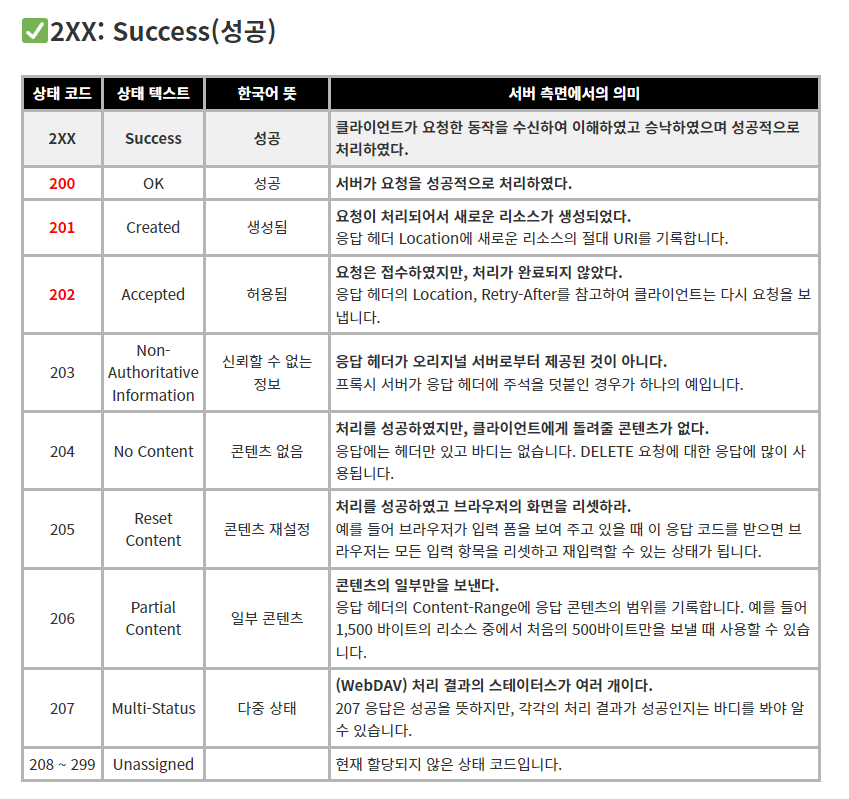 ✅2XX: Success(성공)
상태 코드 상태 텍스트 한국어 뜻 서버 측면에서의 의미
2XX Success 성공 클라이언트가 요청한 동작을 수신하여 이해하였고 승낙하였으며 성공적으로
처리하였다.
200 OK 성공 서버가 요청을 성공적으로 처리하였다.
201 Created 생성됨 요청이 처리되어서 새로운 리소스가 생성되었다.
응답 헤더 Location에 새로운 리소스의 절대 URI를 기록합니다.
202 Accepted 허용됨 요청은 접수하였지만, 처리가 완료되지 않았다.
응답 헤더의 Location, Retry-After를 참고하여 클라이언트는 다시 요청을 보
냅니다.
203 Non-
Authoritative
Information
신뢰할 수 없는
정보
응답 헤더가 오리지널 서버로부터 제공된 것이 아니다.
프록시 서버가 응답 헤더에 주석을 덧붙인 경우가 하나의 예입니다.
204 No Content 콘텐츠 없음 처리를 성공하였지만, 클라이언트에게 돌려줄 콘텐츠가 없다.
응답에는 헤더만 있고 바디는 없습니다. DELETE 요청에 대한 응답에 많이 사
용됩니다.
205 Reset
Content
콘텐츠 재설정
처리를 성공하였고 브라우저의 화면을 리셋하라.
예를 들어 브라우저가 입력 폼을 보여 주고 있을 때 이 응답 코드를 받으면 브
라우저는 모든 입력 항목을 리셋하고 재입력할 수 있는 상태가 됩니다.
206 Partial
Content
일부 콘텐츠
콘텐츠의 일부만을 보낸다.
응답 헤더의 Content-Range에 응답 콘텐츠의 범위를 기록합니다. 예를 들어
1,500 바이트의 리소스 중에서 처음의 500바이트만을 보낼 때 사용할 수 있습
니다.
207 Multi-Status 다중 상태 (WebDAV) 처리 결과의 스테이터스가 여러 개이다.
207 응답은 성공을 뜻하지만, 각각의 처리 결과가 성공인지는 바디를 봐야 알
수 있습니다.
208 ~ 299 Unassigned 현재 할당되지 않은 상태 코드입니다.